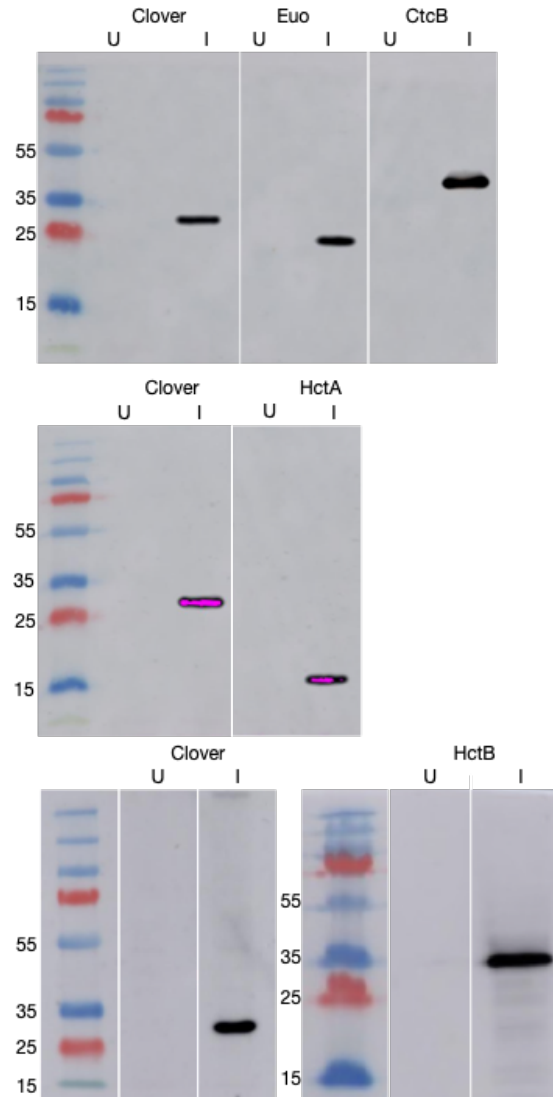 Clover Euo CtcB
U I U I U I
55
35
25
15
Clover HctA
U I U I
55
35
25
15
Clover HctB
U I U I
55 55
35 35
25 25
15 15